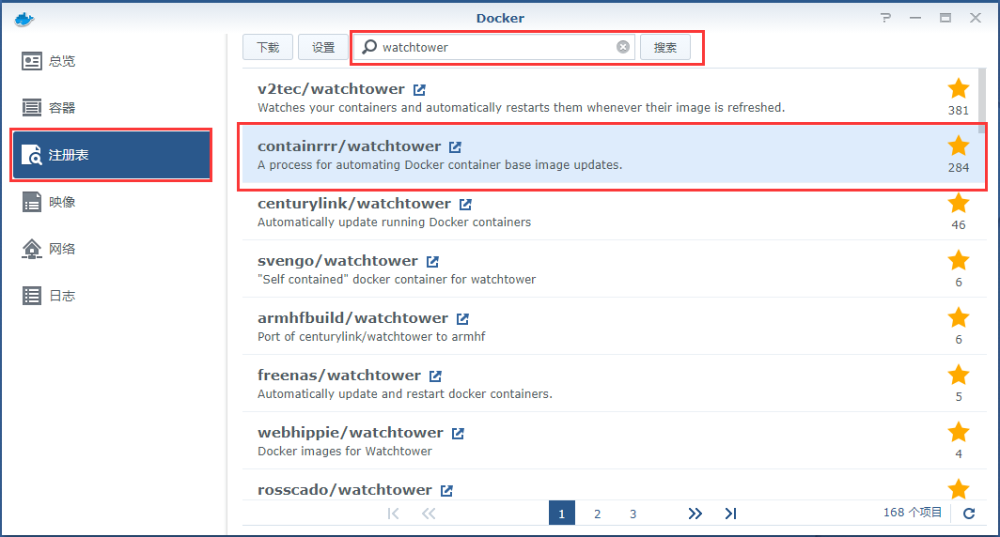 Docker
总览
容器
注册表
映像
网络
日志
下载 设置 watchtower 搜索
v2tec/watchtower
Watches your containers and automatically restarts them whenever their image is refreshed.
381
containrrr/watchtower
A process for automating Docker container base image updates.
284
centurylink/watchtower
Automatically update running Docker containers
46
svengo/watchtower
"Self contained" docker container for watchtower
6
armhfbuild/watchtower
Port of centurylink/watchtower to armhf
6
freenas/watchtower
Automatically update and restart docker containers.
5
webhippie/watchtower
Docker images for Watchtower
4
rosscado/watchtower
1 2 3 168 个项目